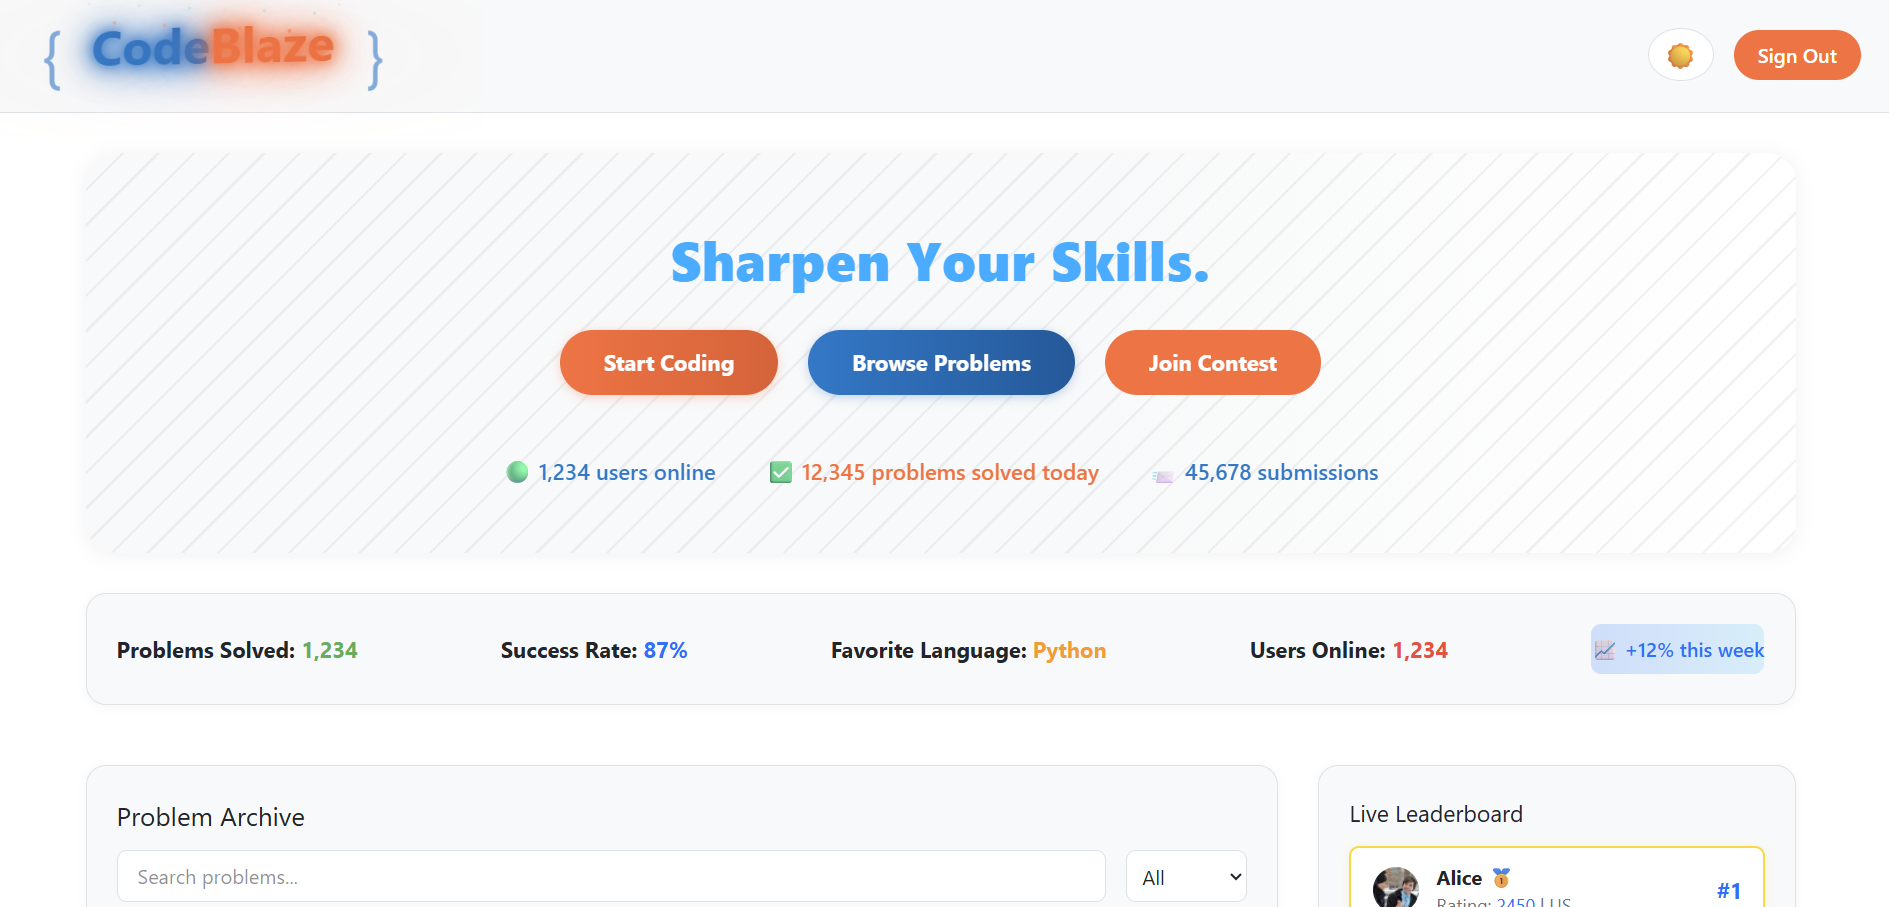 { CodeBlaze }
Sign Out
Sharpen Your Skills.
Start Coding
Browse Problems
Join Contest
1,234 users online
12,345 problems solved today
45,678 submissions
Problems Solved: 1,234
Success Rate: 87%
Favorite Language: Python
Users Online: 1,234
+12% this week
Problem Archive
Search problems...
All
Live Leaderboard
Alice
#1
Rating: 2450 | US